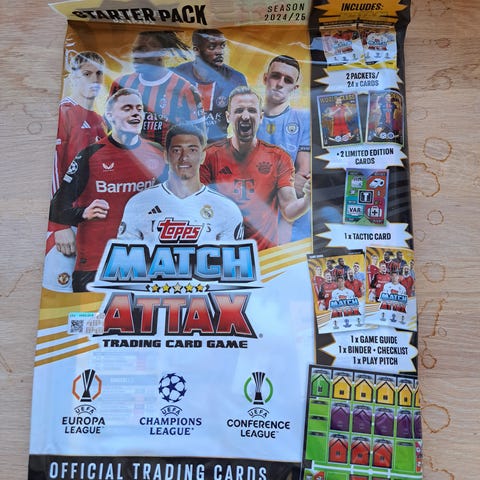 STARTER PACK
SEASON
2024/25
INCLUDES:
2 PACKETS/
24 x CARDS
+ 2 LIMITED EDITION
CARDS
VAR
1 x TACTIC CARD
Barmeni
T
Topps
MATCH
ATTAX
TRADING CARD GAME
1 x GAME GUIDE
1 x BINDER + CHECKLIST
1 x PLAY PITCH
UEFA
EUROPA
LEAGUE
UEFA
CHAMPIONS
LEAGUE
UEFA
CONFERENCE
LEAGUE
OFFICIAL TRADING CARDS